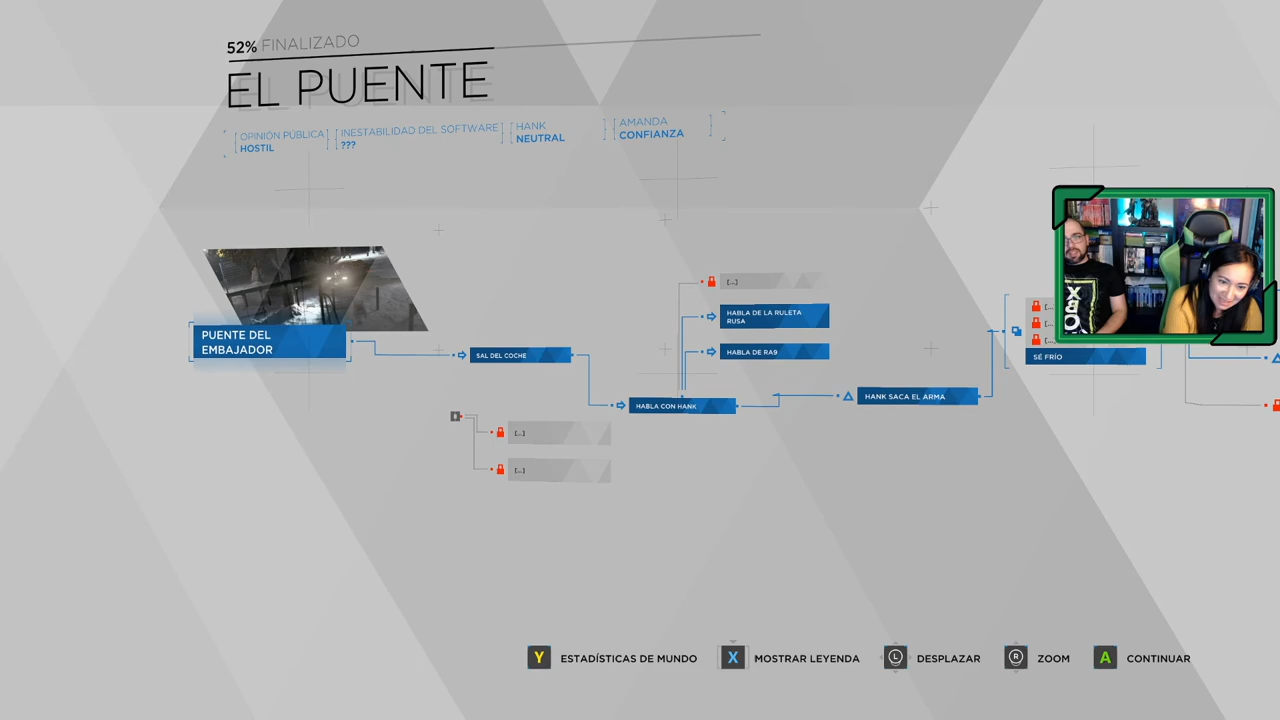 52% FINALIZADO
EL PUENTE
OPINIÓN PÚBLICA
HOSTIL
INESTABILIDAD DEL SOFTWARE
???
HANK
NEUTRAL
AMANDA
CONFIANZA
PUENTE DEL
EMBAJADOR
SAL DEL COCHE
[...]
[...]
HABLA CON HANK
[...]
HABLA DE LA RULETA
RUSA
HABLA DE RA9
HANK SACA EL ARMA
[...
[...
[...
SÉ FRÍO
XBOX
Y ESTADÍSTICAS DE MUNDO
X MOSTRAR LEYENDA
L DESPLAZAR
R ZOOM
A CONTINUAR